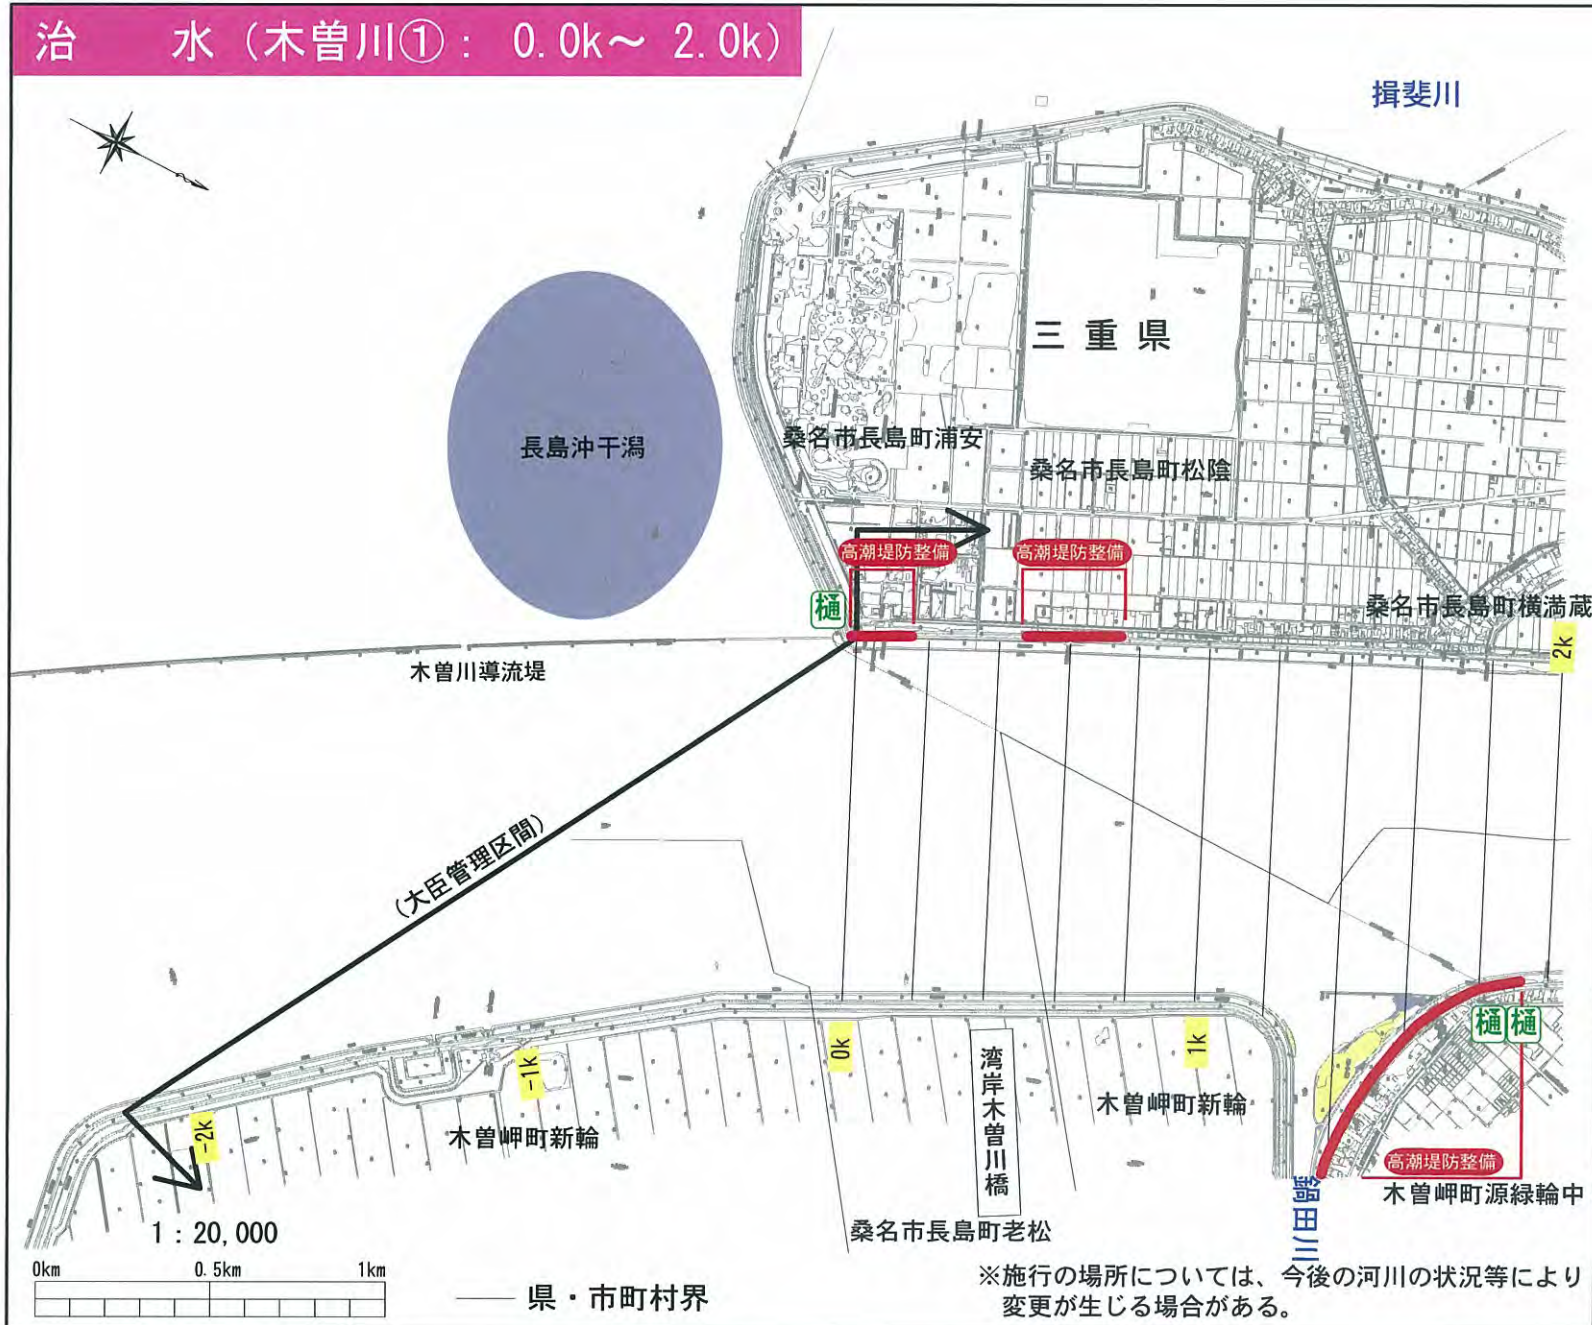 治　　水（木曽川①： 0.0k～ 2.0k）
揖斐川
三重県
長島沖干潟
桑名市長島町浦安
桑名市長島町松陰
高潮堤防整備
高潮堤防整備
樋
桑名市長島町横満蔵
2k
木曽川導流堤
（大臣管理区間）
樋
樋
0k
1k
-1k
-2k
湾岸木曽川橋
木曽岬町新輪
木曽岬町新輪
高潮堤防整備
木曽岬町源緑輪中
鍋田川
桑名市長島町老松
1：20,000
0km 0.5km 1km
県・市町村界
※施行の場所については、今後の河川の状況等により
変更が生じる場合がある。